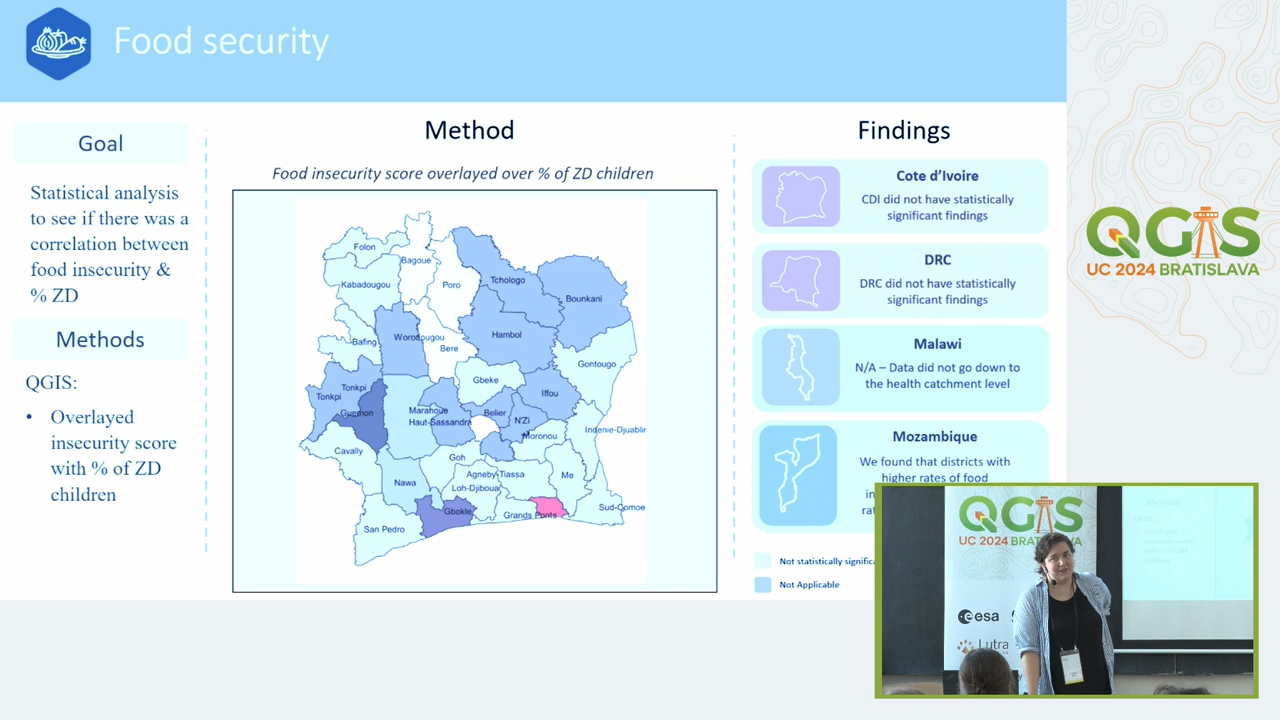 Food security
Goal
Statistical analysis
to see if there was a
correlation between
food insecurity &
% ZD
Methods
QGIS:
• Overlayed
insecurity score
with % of ZD
children
Method
Food insecurity score overlayed over % of ZD children
Folon
Bagoue
Tchologo
Kabadougou
Poro
Bounkani
Worodougou
Hambol
Bafing
Bere
Gontougo
Gbeke
Tonkpi
Iffou
Tonkpi
Guemon
Marahoue
Belier
N'Zi
Haut-Sassandra
Indenie-Djuablin
Moronou
Cavally
Goh
Agneby-Tiassa
Me
Nawa
Loh-Djiboua
Gbokle
Grands Ponts
Sud-Comoe
San Pedro
Findings
Cote d'Ivoire
CDI did not have statistically
significant findings
DRC
DRC did not have statistically
significant findings
Malawi
N/A – Data did not go down to
the health catchment level
Mozambique
We found that districts with
higher rates of food
Not statistically
Not Applicable
QGIS
UC 2024 BRATISLAVA
QGIS
UC 2024 BRATISLAVA
esa
Lutra
Methods